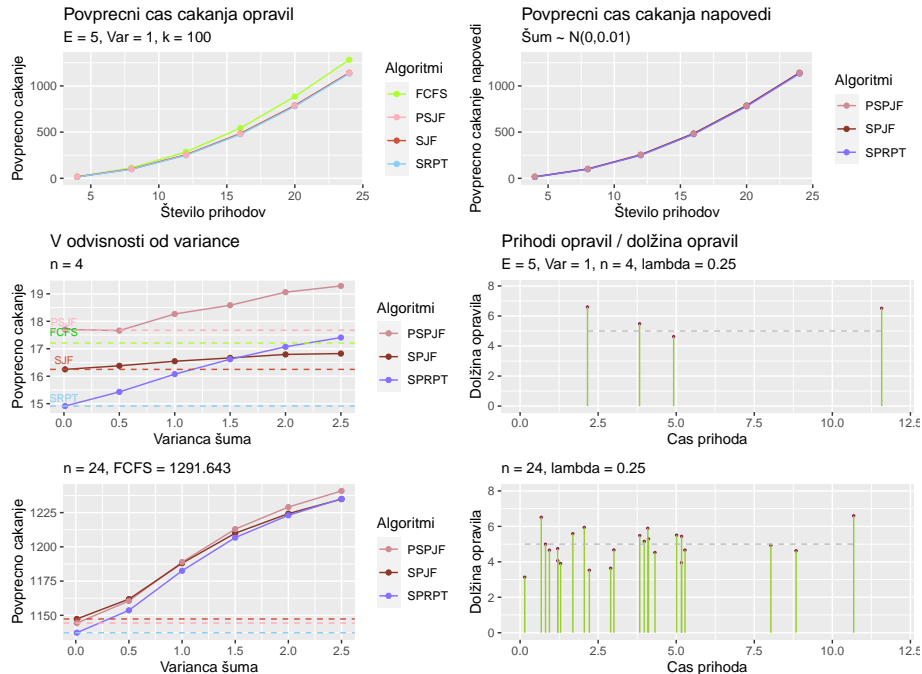 Povprecni cas cakanja opravil
E = 5, Var = 1, k = 100
Povprecno cakanje
1000
500
0
5
10
15
20
25
Število prihodov
Algoritmi
FCFS
PSJF
SJF
SRPT
Povprecni cas cakanja napovedi
Šum ~ N(0,0.01)
Povprecno cakanje napovedi
1000
500
0
5
10
15
20
25
Število prihodov
Algoritmi
PSPJF
SPJF
SPRPT
V odvisnosti od variance
n = 4
Povprecno cakanje
19
18
17
16
15
PSJF
FCFS
SJF
SRPT
0.0
0.5
1.0
1.5
2.0
2.5
Varianca šuma
Algoritmi
PSPJF
SPJF
SPRPT
Prihodi opravil / dolžina opravil
E = 5, Var = 1, n = 4, lambda = 0.25
Dolžina opravila
8
6
4
2
0
0.0
2.5
5.0
7.5
10.0
12.5
Cas prihoda
n = 24, FCFS = 1291.643
Povprecno cakanje
1225
1200
1175
1150
0.0
0.5
1.0
1.5
2.0
2.5
Varianca šuma
Algoritmi
PSPJF
SPJF
SPRPT
n = 24, lambda = 0.25
Dolžina opravila
8
6
4
2
0
0.0
2.5
5.0
7.5
10.0
12.5
Cas prihoda